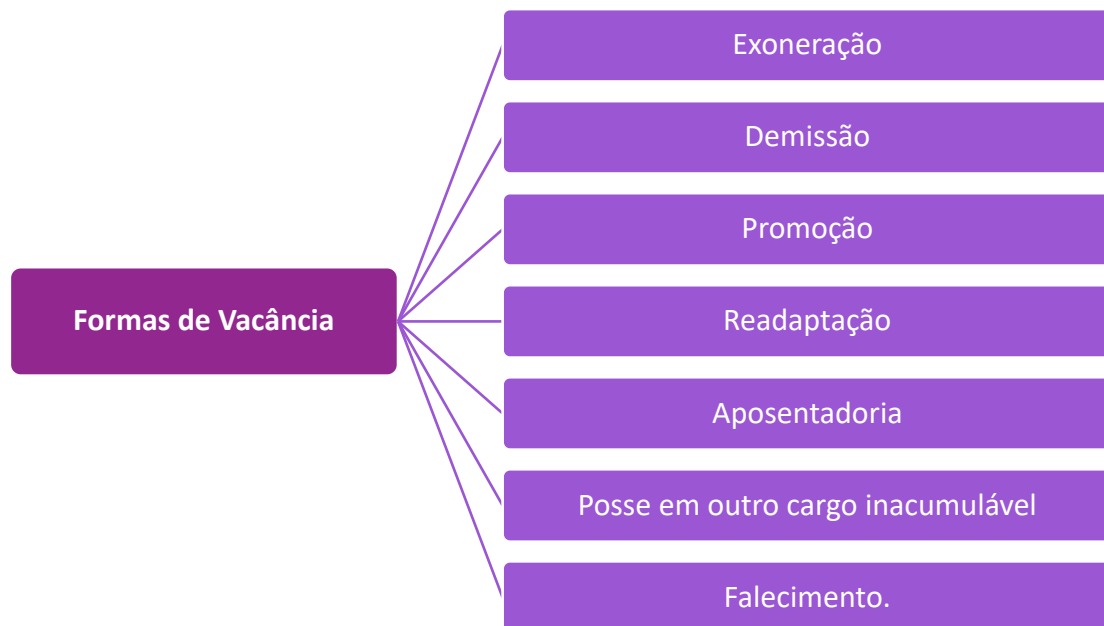 Formas de Vacância
Exoneração
Demissão
Promoção
Readaptação
Aposentadoria
Posse em outro cargo inacumulável
Falecimento.